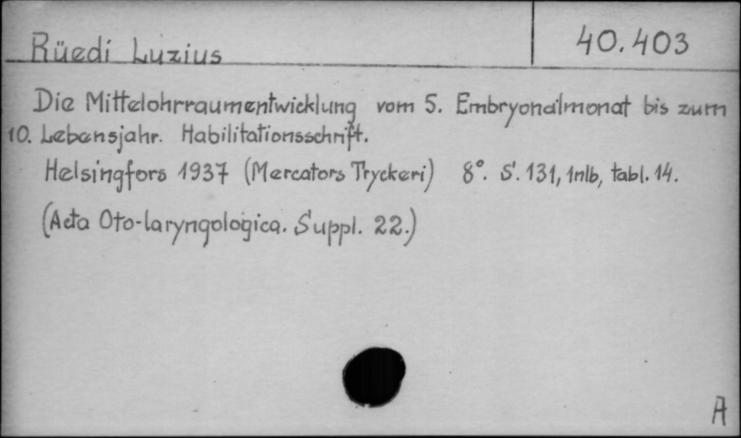 Rüedi Luzius
40.403
Die Mittelohrraumentwicklung vom 5. Embryonalmonat bis zum
10. Lebensjahr. Habilitationsschrift.
Helsingfors 1937 (Mercators Tryckeri) 8°. S. 131, 1nlb, tabl. 14.
(Acta Oto-laryngologica. Suppl. 22.)
A